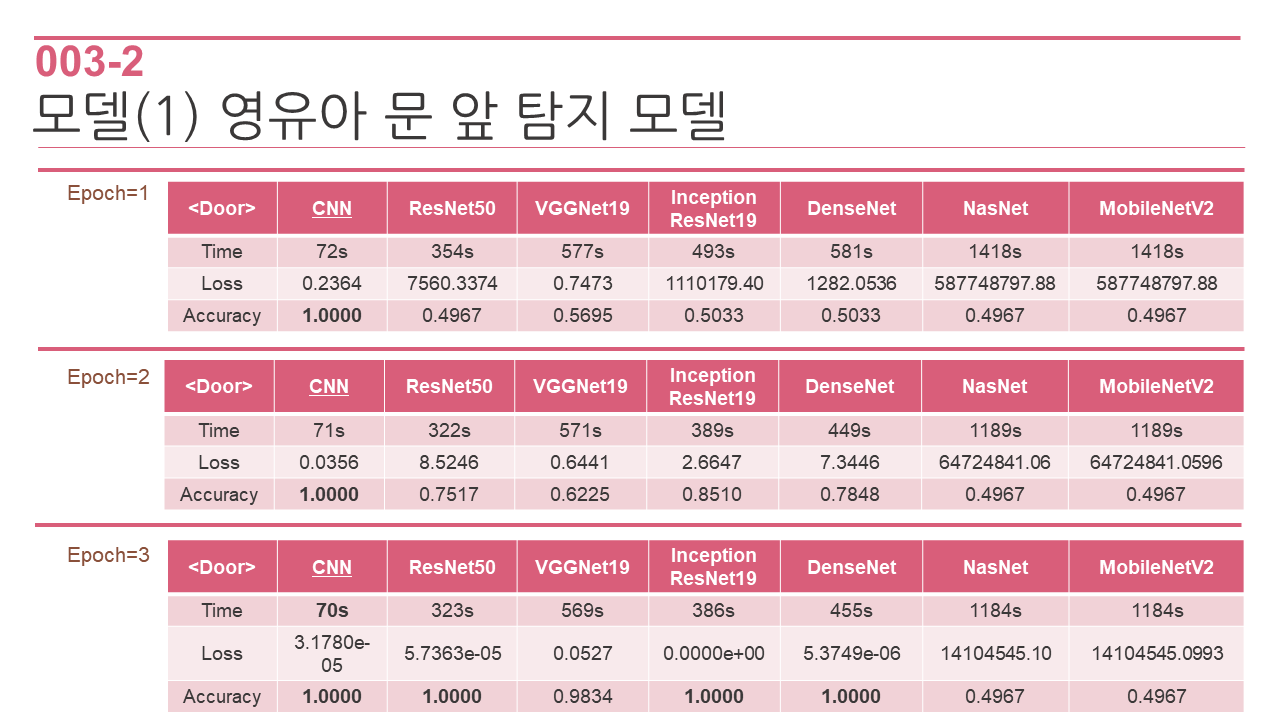 003-2
모델(1) 영유아 문 앞 탐지 모델
Epoch=1
<Door> CNN ResNet50 VGGNet19 Inception ResNet19 DenseNet NasNet MobileNetV2
Time 72s 354s 577s 493s 581s 1418s 1418s
Loss 0.2364 7560.3374 0.7473 1110179.40 1282.0536 587748797.88 587748797.88
Accuracy 1.0000 0.4967 0.5695 0.5033 0.5033 0.4967 0.4967
Epoch=2
<Door> CNN ResNet50 VGGNet19 Inception ResNet19 DenseNet NasNet MobileNetV2
Time 71s 322s 571s 389s 449s 1189s 1189s
Loss 0.0356 8.5246 0.6441 2.6647 7.3446 64724841.06 64724841.0596
Accuracy 1.0000 0.7517 0.6225 0.8510 0.7848 0.4967 0.4967
Epoch=3
<Door> CNN ResNet50 VGGNet19 Inception ResNet19 DenseNet NasNet MobileNetV2
Time 70s 323s 569s 386s 455s 1184s 1184s
Loss 3.1780e-05 5.7363e-05 0.0527 0.0000e+00 5.3749e-06 14104545.10 14104545.0993
Accuracy 1.0000 1.0000 0.9834 1.0000 1.0000 0.4967 0.4967